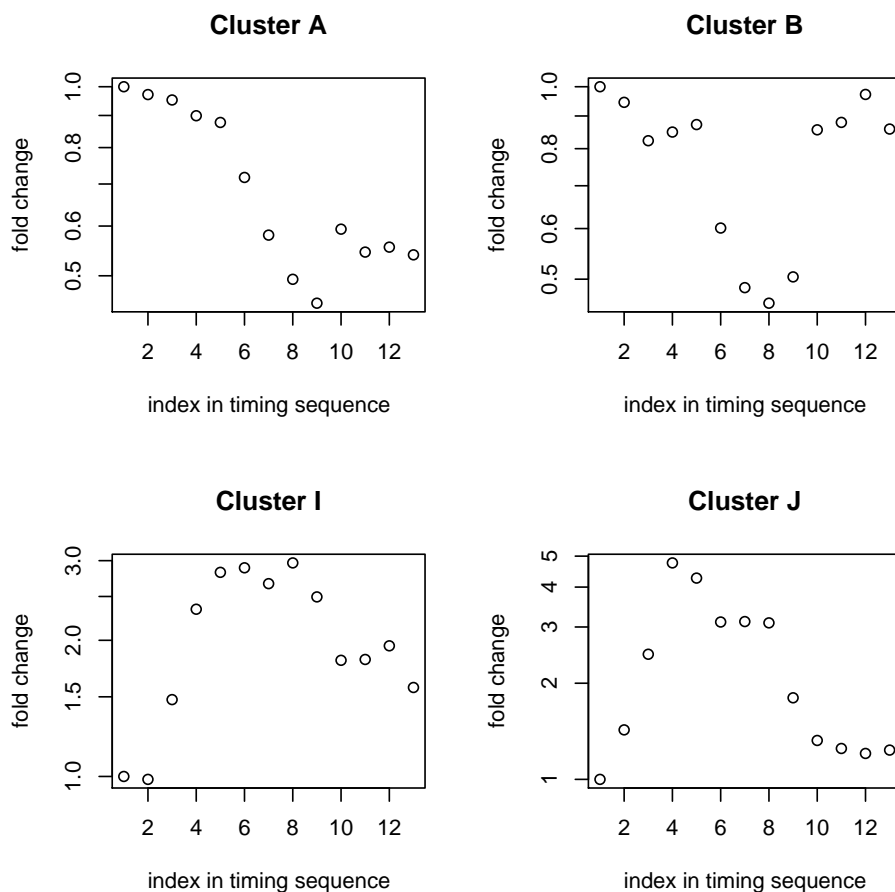 Cluster A
fold change
1.0
0.8
0.6
0.5
2 4 6 8 10 12
index in timing sequence
Cluster B
fold change
1.0
0.8
0.6
0.5
2 4 6 8 10 12
index in timing sequence
Cluster I
fold change
3.0
2.0
1.5
1.0
2 4 6 8 10 12
index in timing sequence
Cluster J
fold change
5
4
3
2
1
2 4 6 8 10 12
index in timing sequence